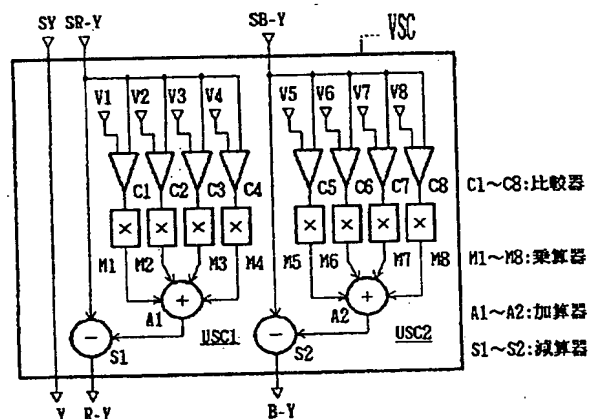 SY SR-Y SB-Y VSC
V1 V2 V3 V4 V5 V6 V7 V8
C1 C2 C3 C4 C5 C6 C7 C8
× × × × × × × ×
M1 M2 M3 M4 M5 M6 M7 M8
+ +
A1 A2
- -
S1 USC1 S2 USC2
Y R-Y B-Y
C1~C8:比較器
M1~M8:乗算器
A1~A2:加算器
S1~S2:減算器